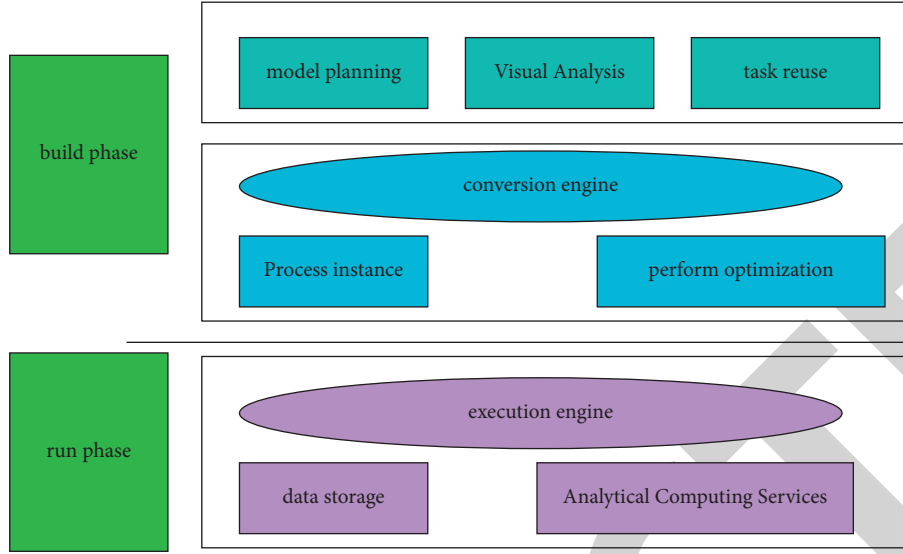 model planning
Visual Analysis
task reuse
build phase
conversion engine
Process instance
perform optimization
execution engine
run phase
data storage
Analytical Computing Services